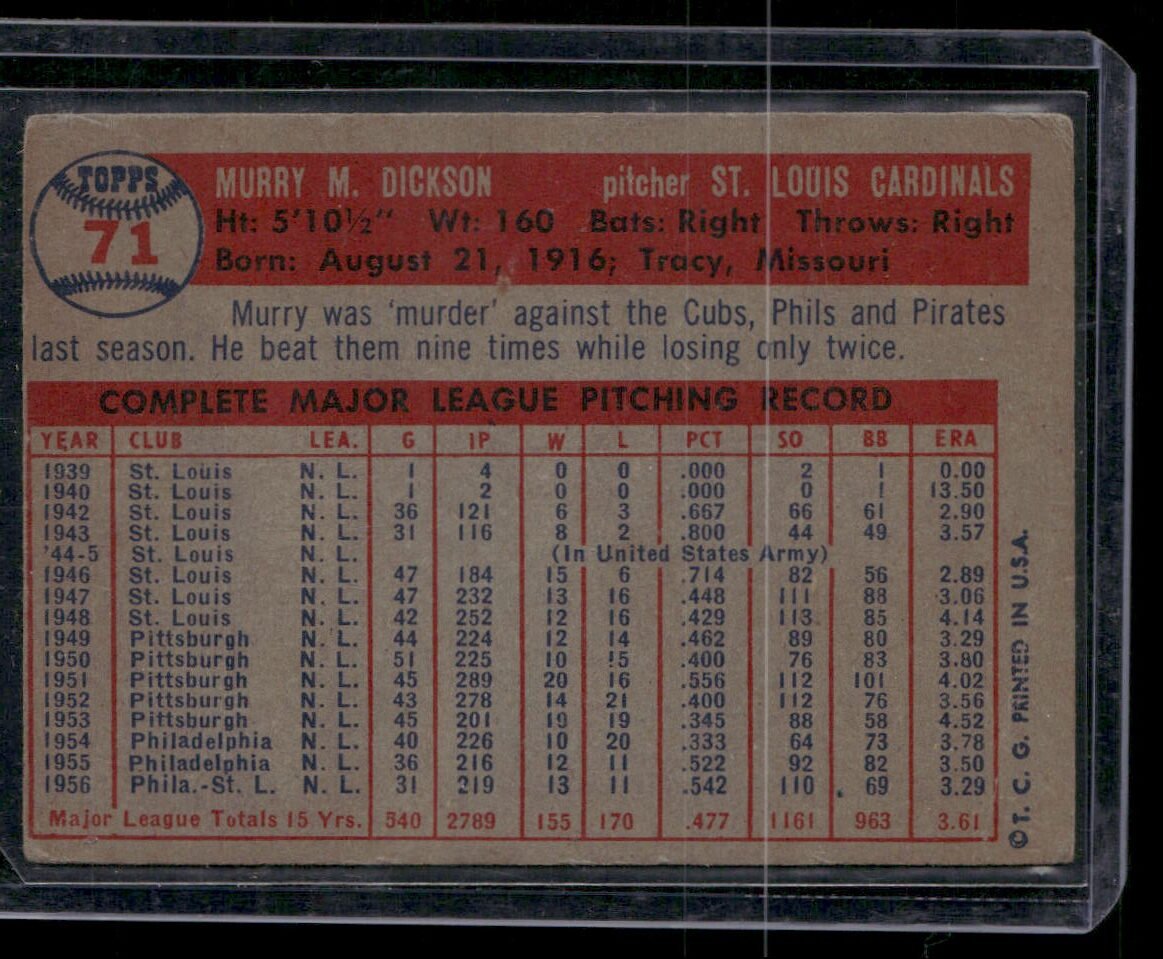 TOPPS
71
MURRY M. DICKSON pitcher ST. LOUIS CARDINALS
Ht: 5'10½" Wt: 160 Bats: Right Throws: Right
Born: August 21, 1916; Tracy, Missouri
Murry was 'murder' against the Cubs, Phils and Pirates
last season. He beat them nine times while losing only twice.
COMPLETE MAJOR LEAGUE PITCHING RECORD
YEAR CLUB LEA. G IP W L PCT SO BB ERA
1939 St. Louis N. L. 1 4 0 0 .000 2 1 0.00
1940 St. Louis N. L. 1 2 0 0 .000 0 1 13.50
1942 St. Louis N. L. 36 121 6 3 .667 66 61 2.90
1943 St. Louis N. L. 31 116 8 2 .800 44 49 3.57
'44-5 St. Louis N. L. (In United States Army)
1946 St. Louis N. L. 47 184 15 6 .714 82 56 2.89
1947 St. Louis N. L. 47 232 13 16 .448 111 88 3.06
1948 St. Louis N. L. 42 252 12 16 .429 113 85 4.14
1949 Pittsburgh N. L. 44 224 12 14 .462 89 80 3.29
1950 Pittsburgh N. L. 51 225 10 15 .400 76 83 3.80
1951 Pittsburgh N. L. 45 289 20 16 .556 112 101 4.02
1952 Pittsburgh N. L. 43 278 14 21 .400 112 76 3.56
1953 Pittsburgh N. L. 45 201 10 19 .345 88 58 4.52
1954 Philadelphia N. L. 40 226 10 20 .333 64 73 3.78
1955 Philadelphia N. L. 36 216 12 11 .522 92 82 3.50
1956 Phila.-St. L. N. L. 31 219 13 11 .542 110 69 3.29
Major League Totals 15 Yrs. 540 2789 155 170 .477 1161 963 3.61
©T. C. G. PRINTED IN U.S.A.